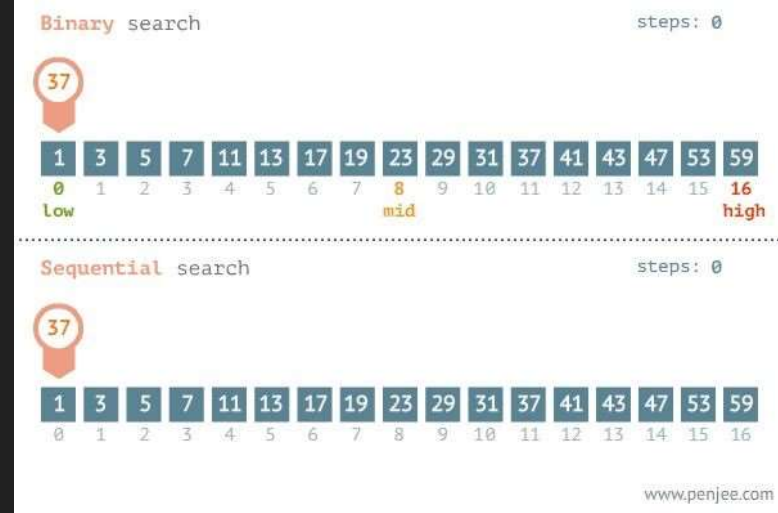 Binary search steps: 0
37
1 3 5 7 11 13 17 19 23 29 31 37 41 43 47 53 59
0 1 2 3 4 5 6 7 8 9 10 11 12 13 14 15 16
low mid high
Sequential search steps: 0
37
1 3 5 7 11 13 17 19 23 29 31 37 41 43 47 53 59
0 1 2 3 4 5 6 7 8 9 10 11 12 13 14 15 16
www.penjee.com